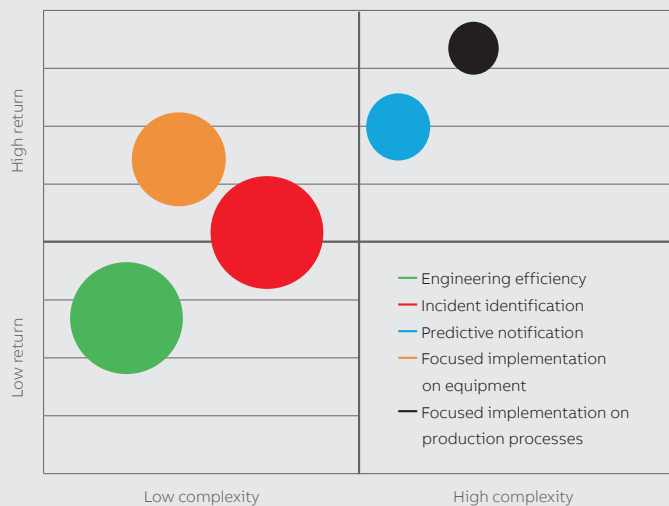 High return
Low return
Engineering efficiency
Incident identification
Predictive notification
Focused implementation
on equipment
Focused implementation on
production processes
Low complexity
High complexity